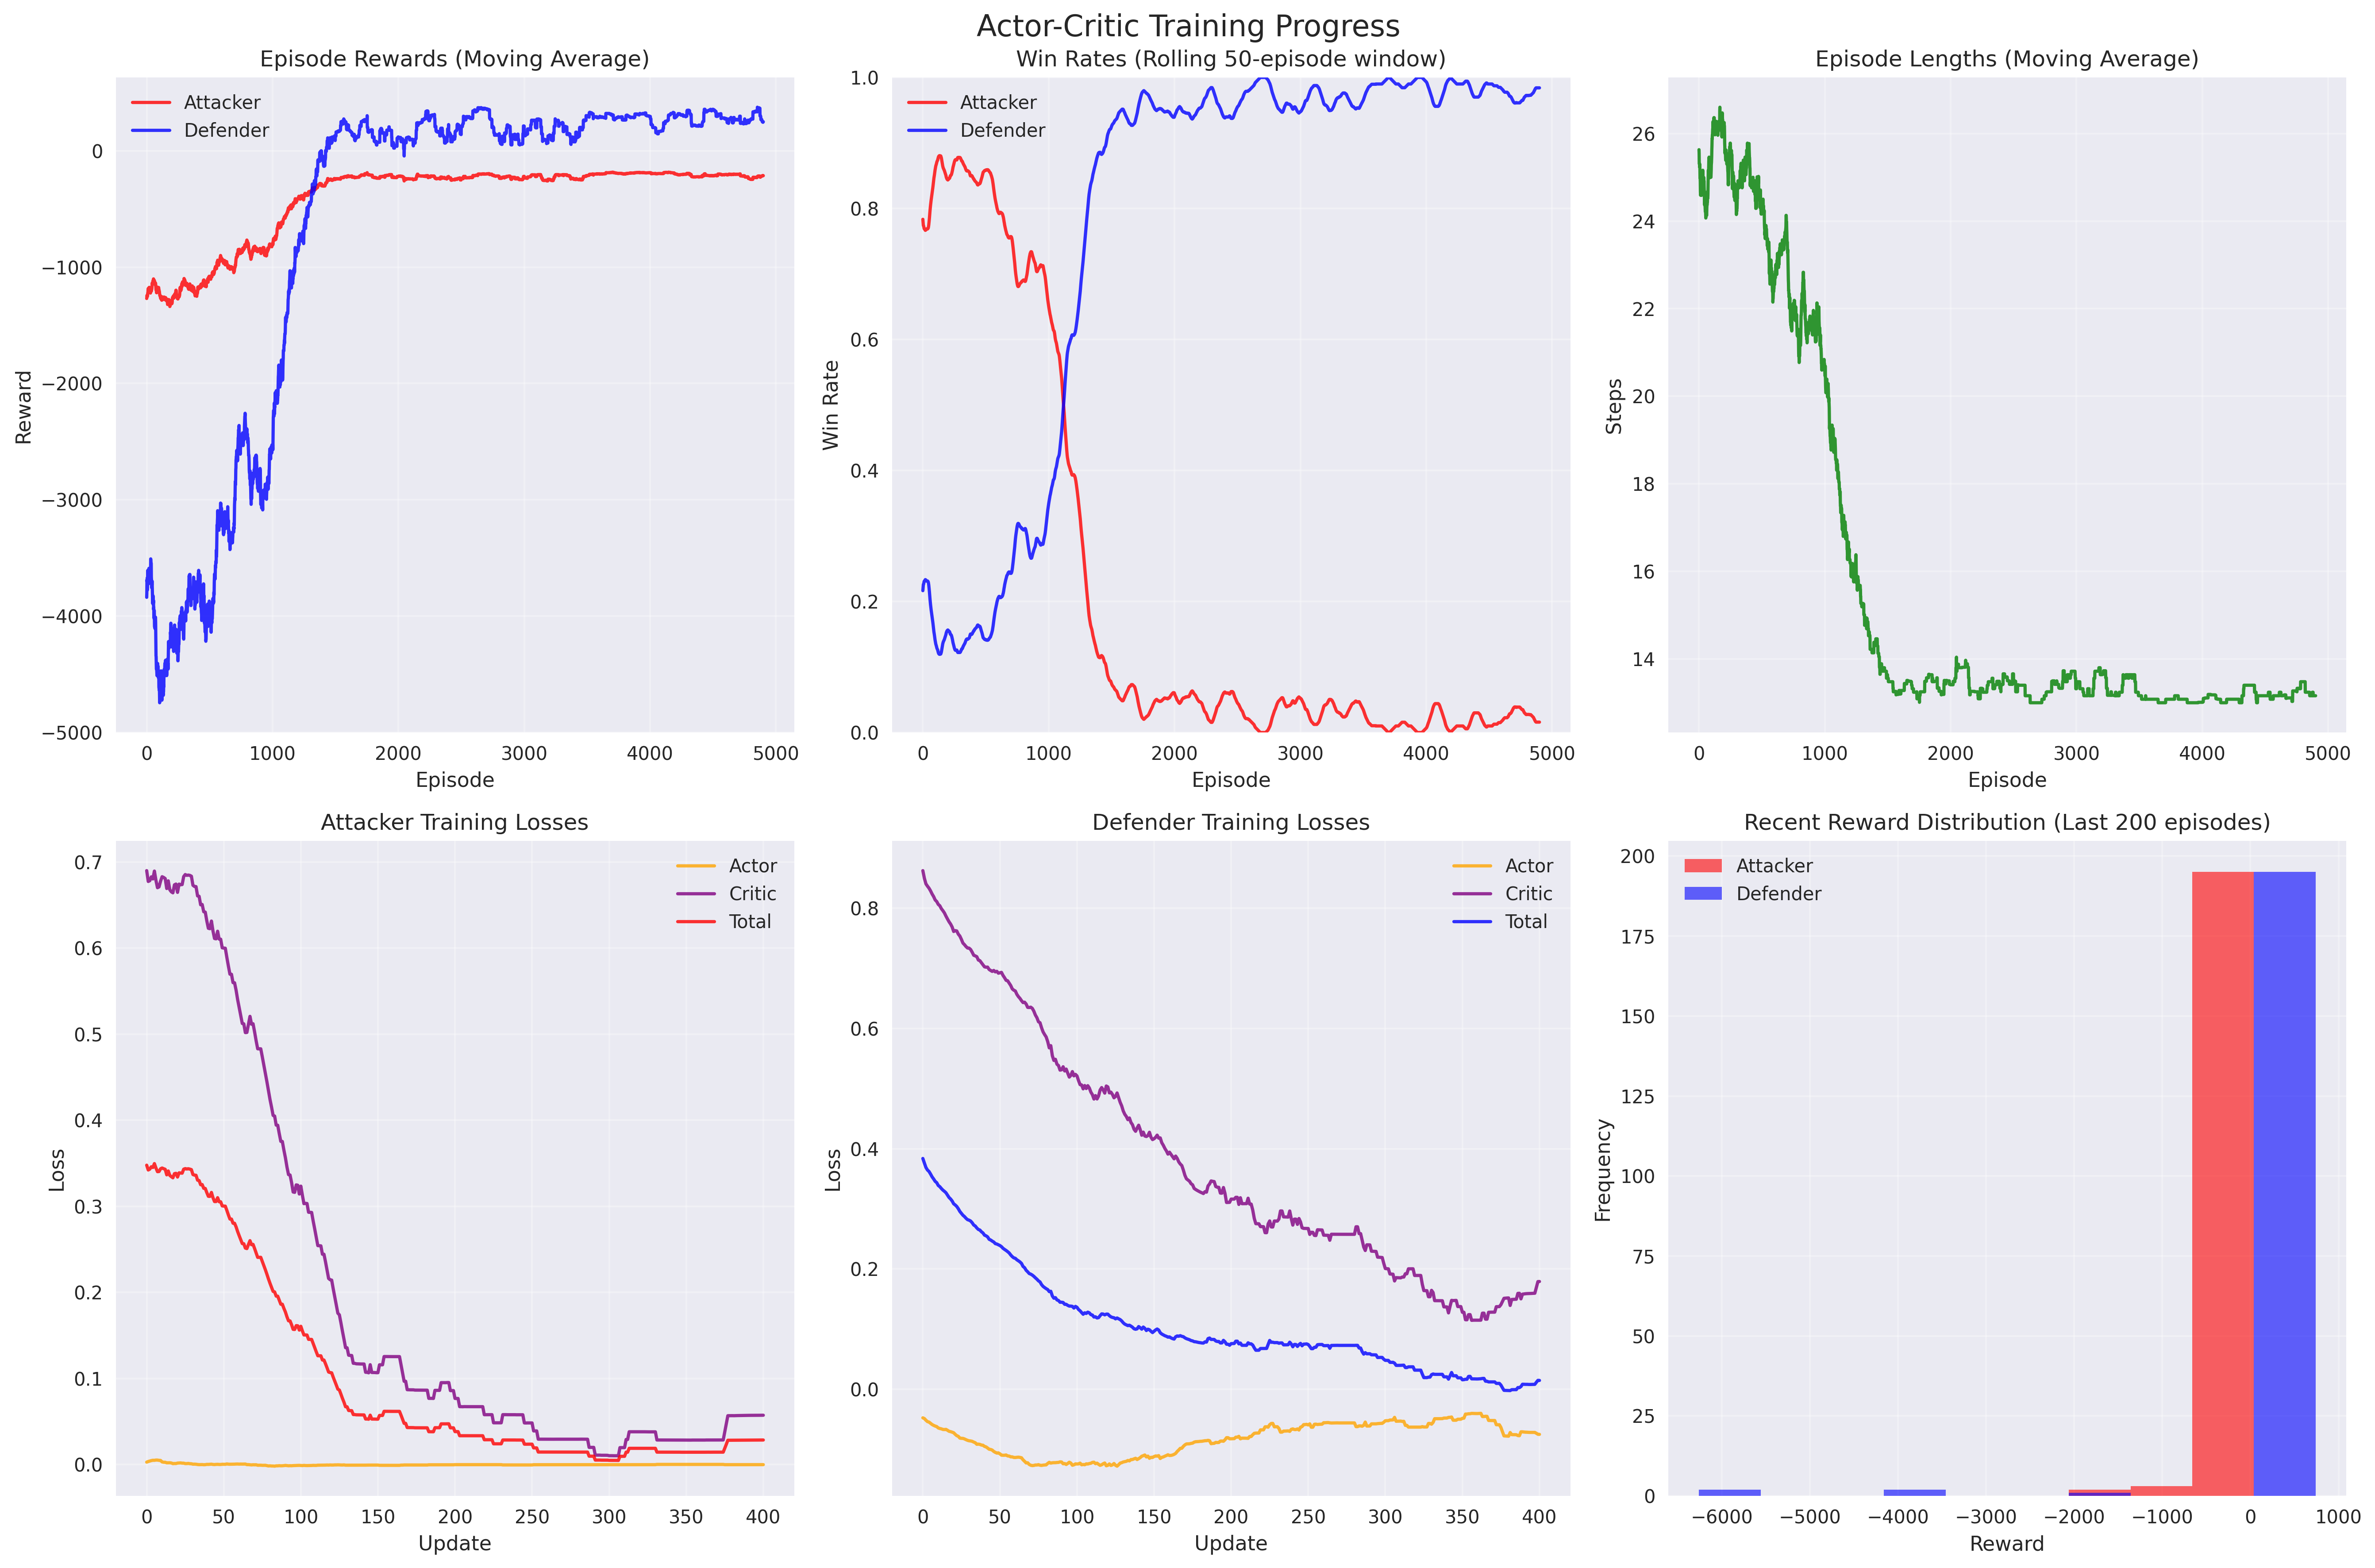 Actor-Critic Training Progress
Episode Rewards (Moving Average)
Attacker
Defender
0
−1000
−2000
−3000
−4000
−5000
Reward
0 1000 2000 3000 4000 5000
Episode
Win Rates (Rolling 50-episode window)
Attacker
Defender
1.0
0.8
0.6
0.4
0.2
0.0
Win Rate
0 1000 2000 3000 4000 5000
Episode
Episode Lengths (Moving Average)
26
24
22
20
18
16
14
Steps
0 1000 2000 3000 4000 5000
Episode
Attacker Training Losses
Actor
Critic
Total
0.7
0.6
0.5
0.4
0.3
0.2
0.1
0.0
Loss
0 50 100 150 200 250 300 350 400
Update
Defender Training Losses
Actor
Critic
Total
0.8
0.6
0.4
0.2
0.0
Loss
0 50 100 150 200 250 300 350 400
Update
Recent Reward Distribution (Last 200 episodes)
Attacker
Defender
200
175
150
125
100
75
50
25
0
Frequency
−6000 −5000 −4000 −3000 −2000 −1000 0 1000
Reward